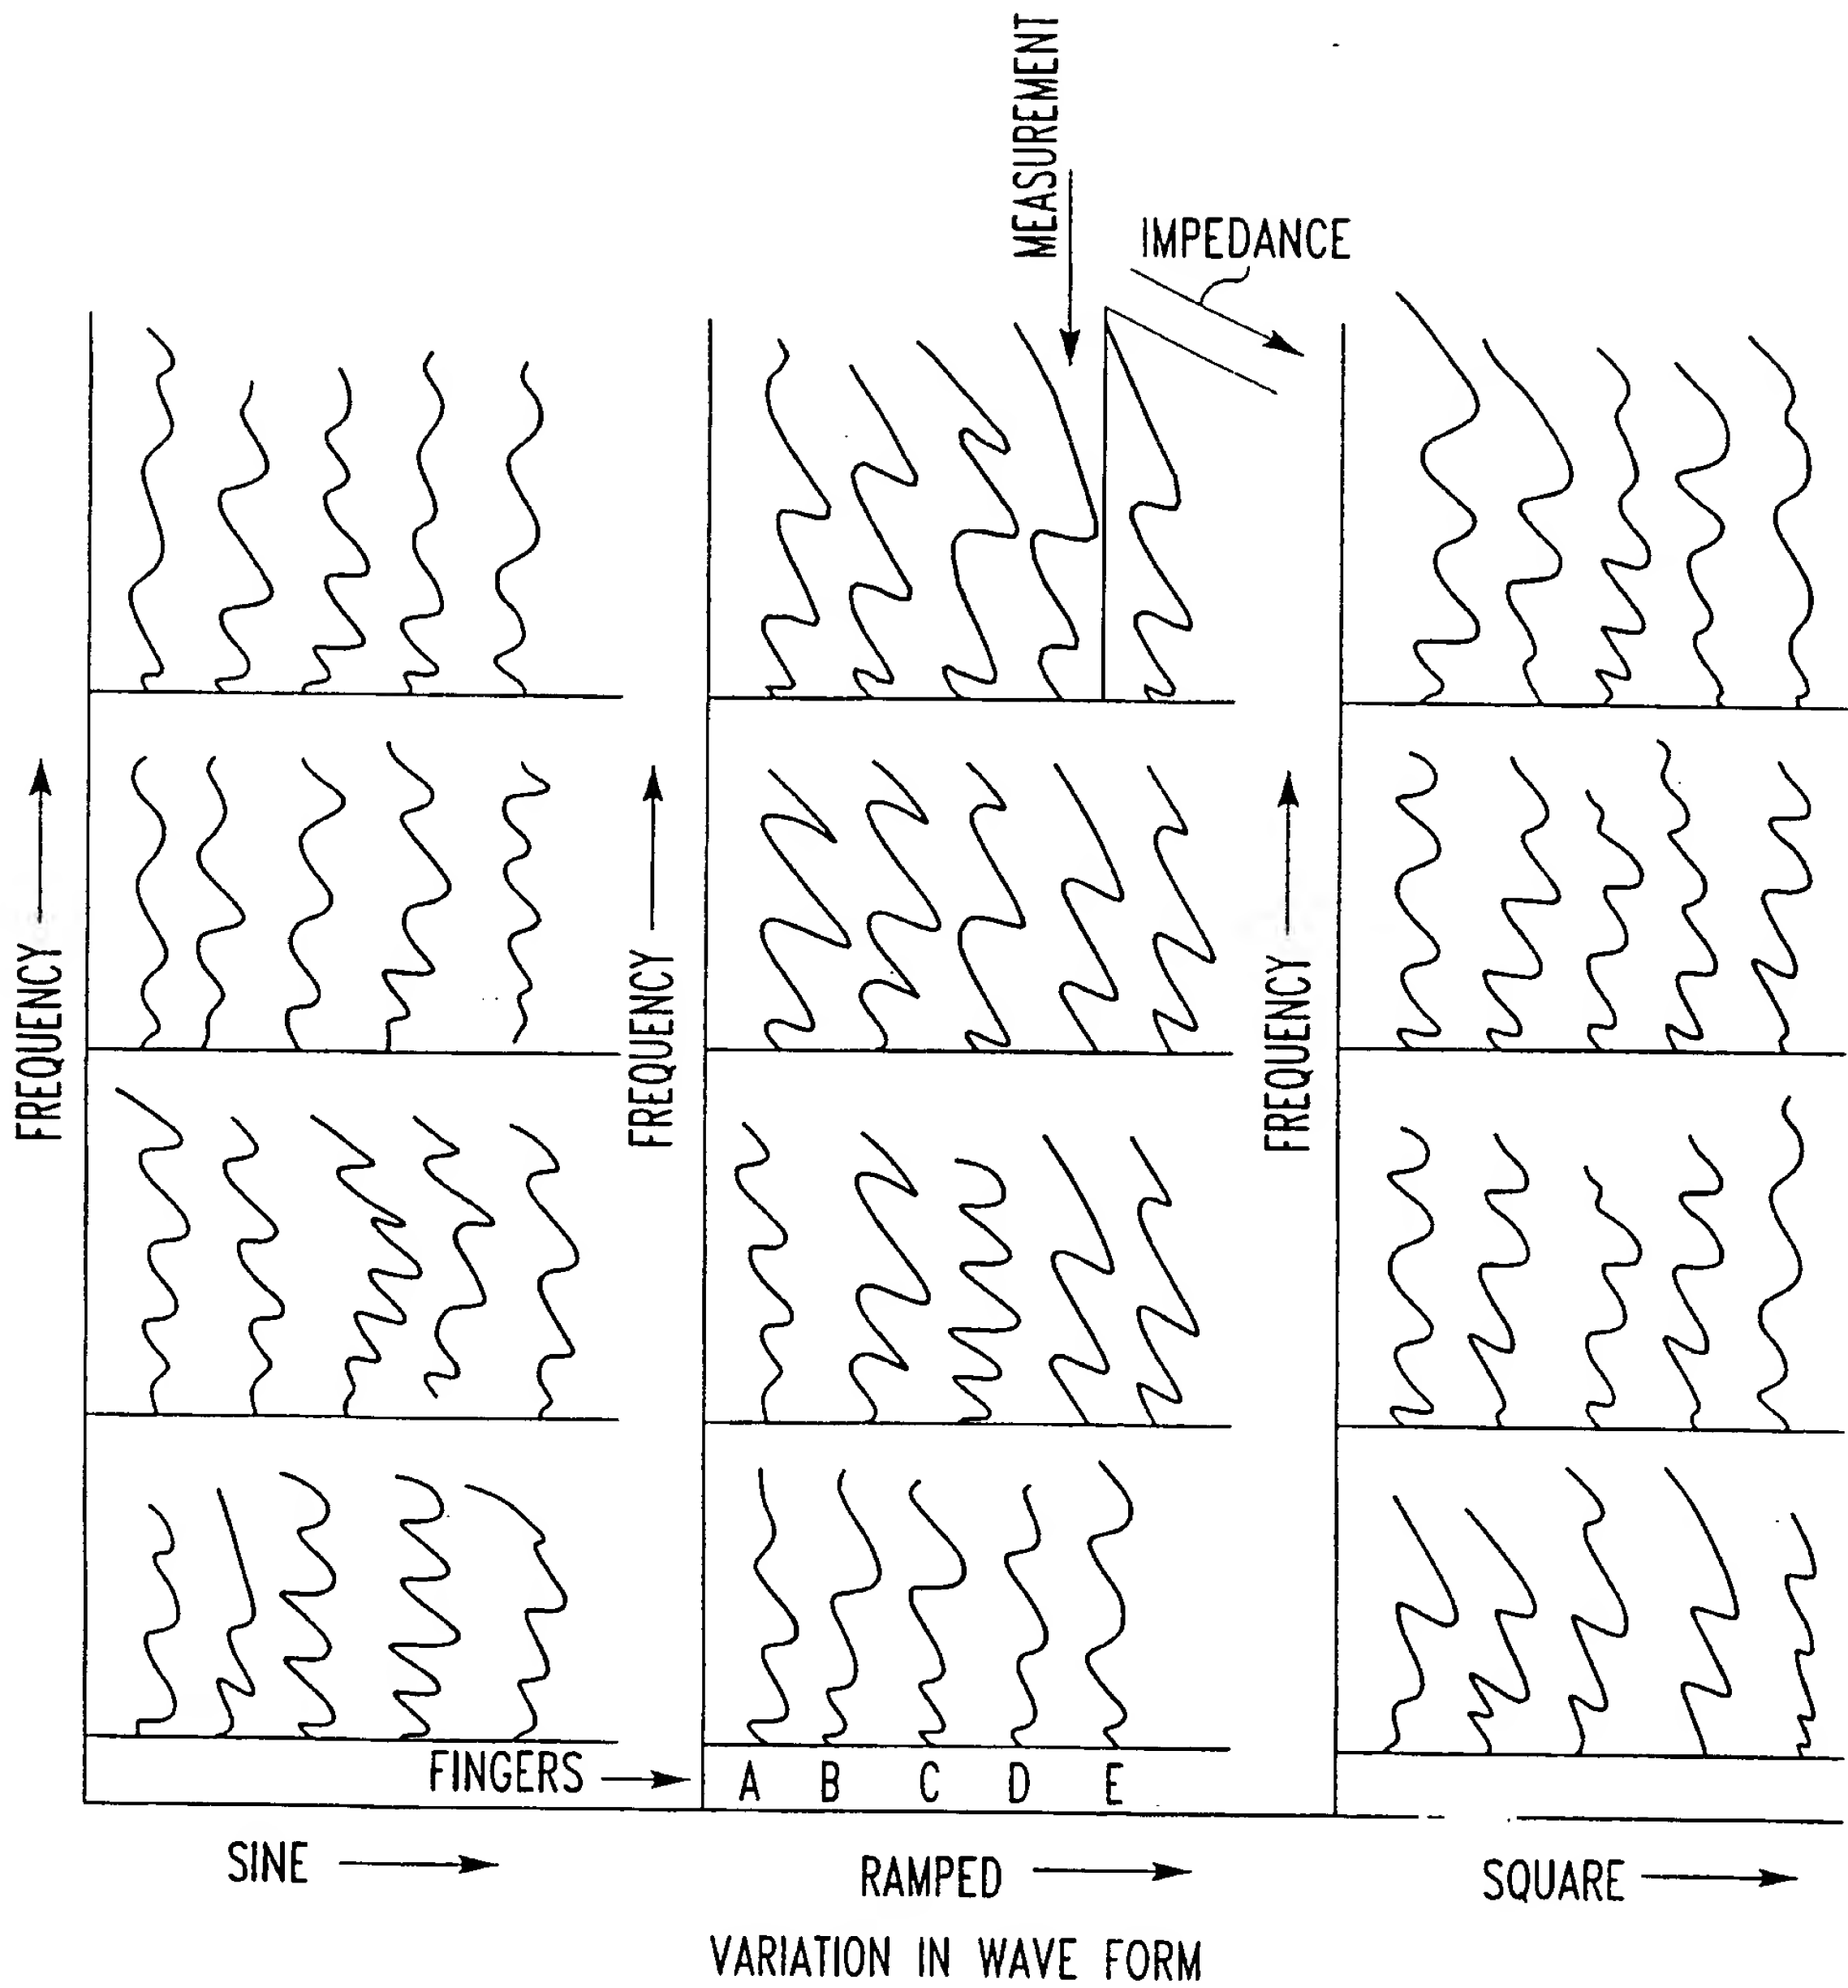 MEASUREMENT
IMPEDANCE
FREQUENCY
FREQUENCY
FREQUENCY
FINGERS
A B C D E
SINE
RAMPED
SQUARE
VARIATION IN WAVE FORM